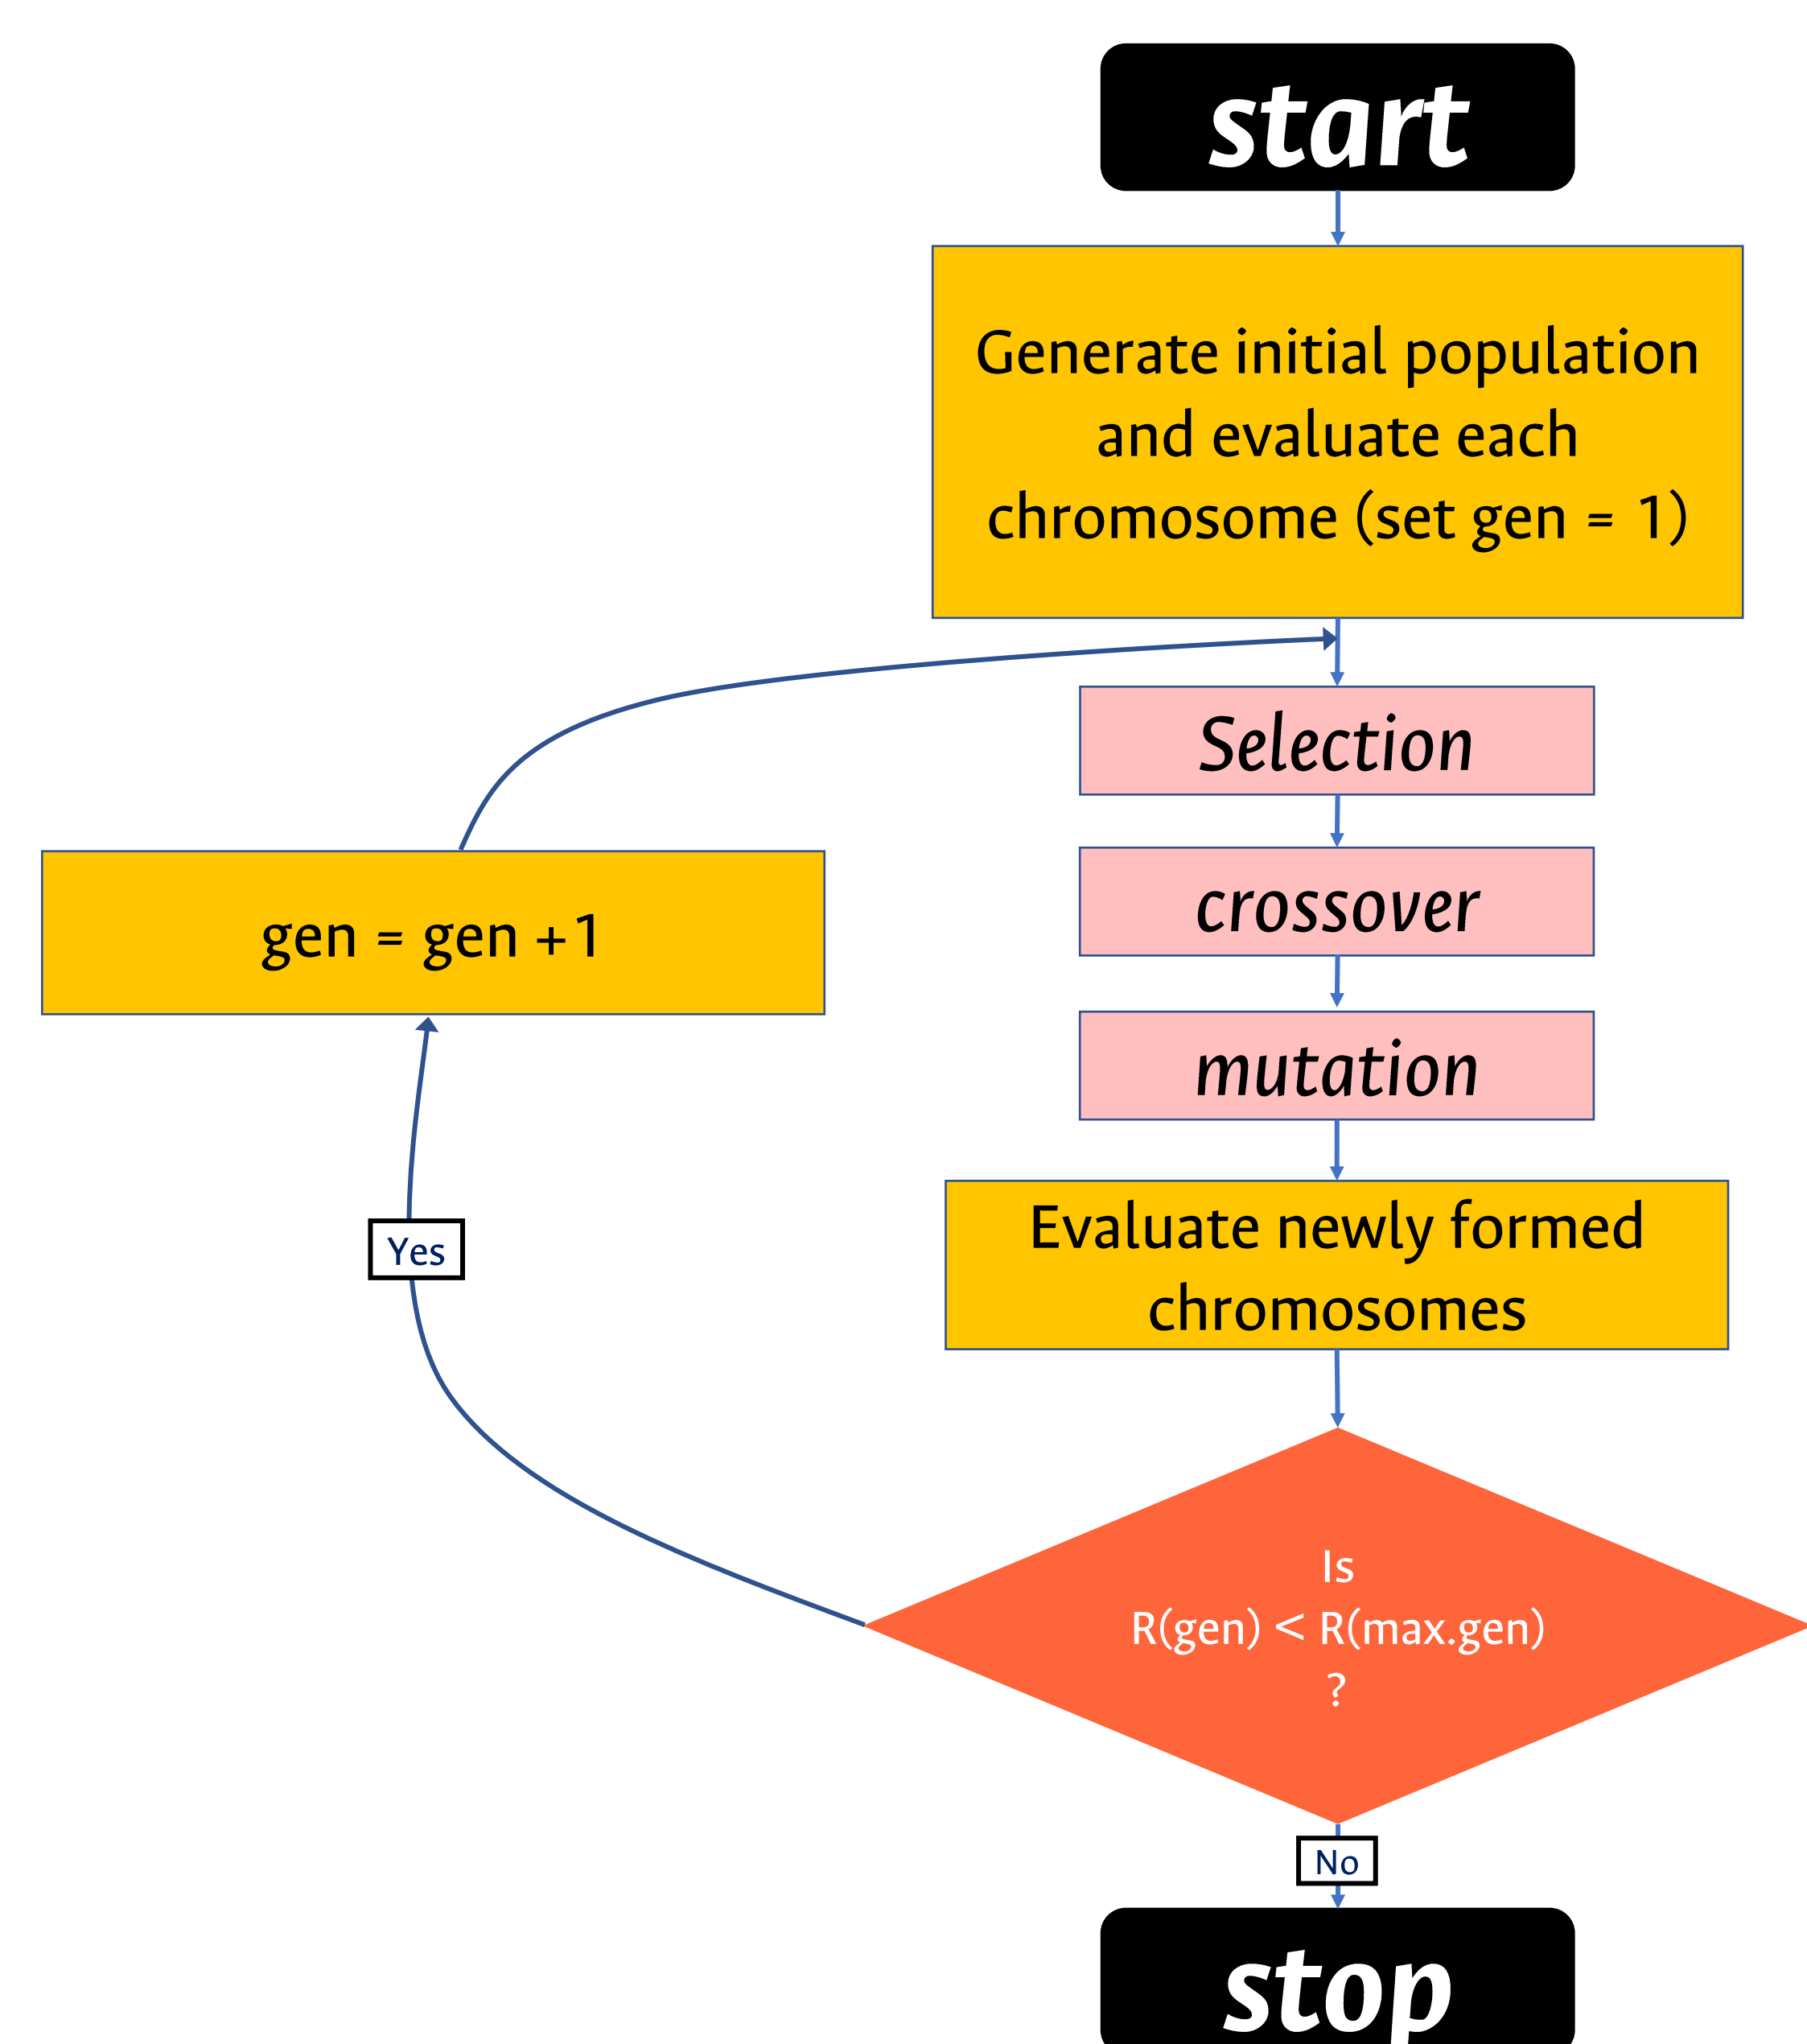 start
Generate initial population
and evaluate each
chromosome (set gen = 1)
Selection
crossover
gen = gen +1
mutation
Evaluate newly formed
chromosomes
Yes
Is
R(gen) < R(max.gen)
?
No
stop